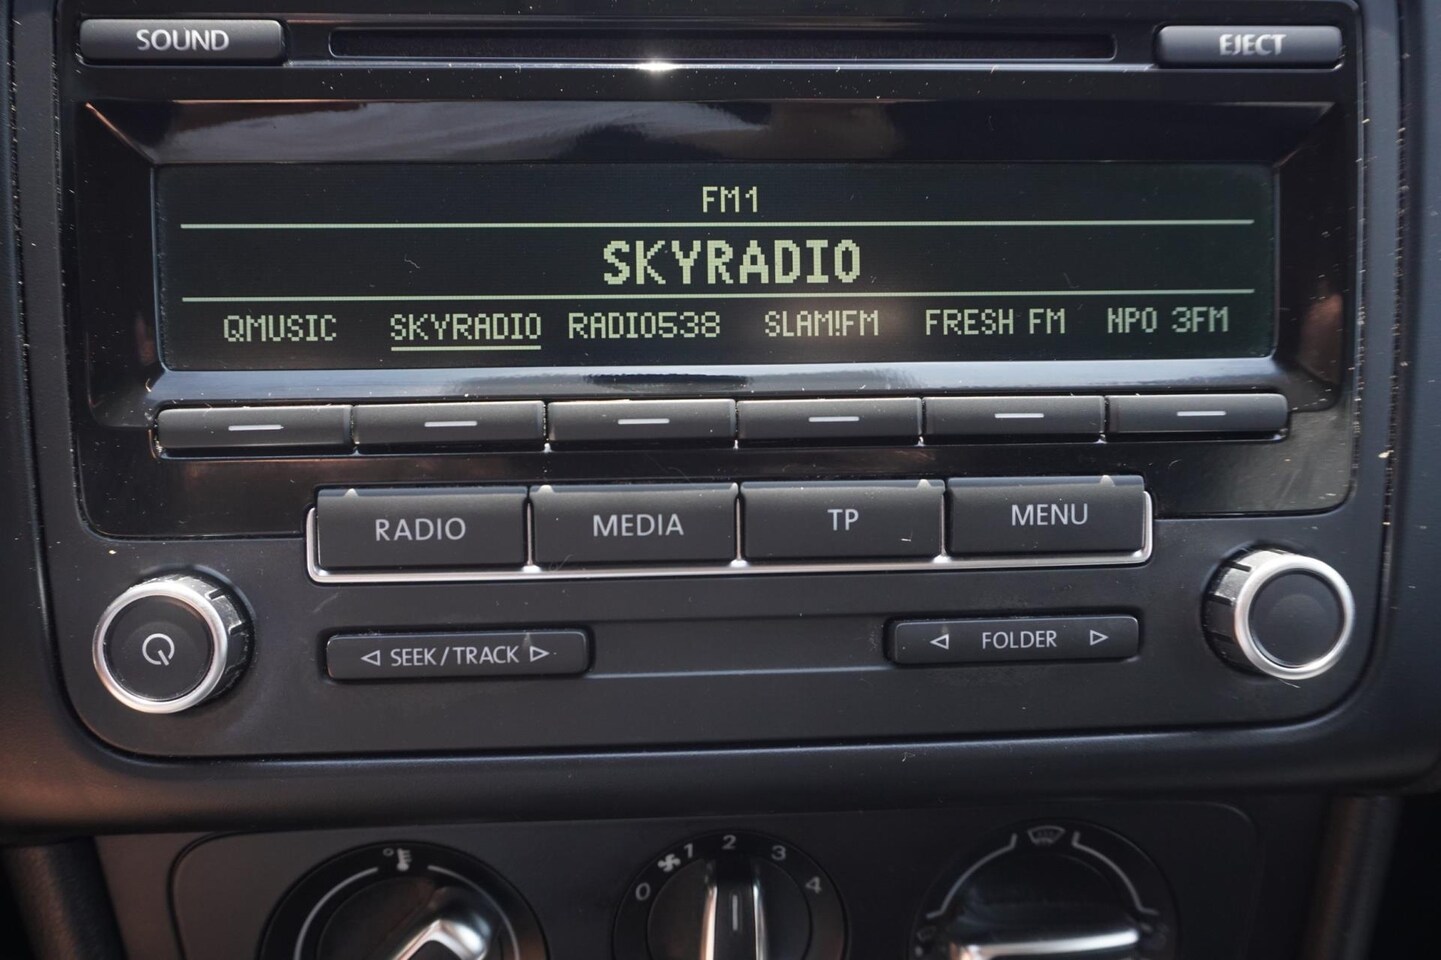 SOUND
EJECT
FM1
SKYRADIO
QMUSIC SKYRADIO RADIO538 SLAM!FM FRESH FM NPO 3FM
RADIO MEDIA TP MENU
SEEK / TRACK
FOLDER
0 1 2 3 4